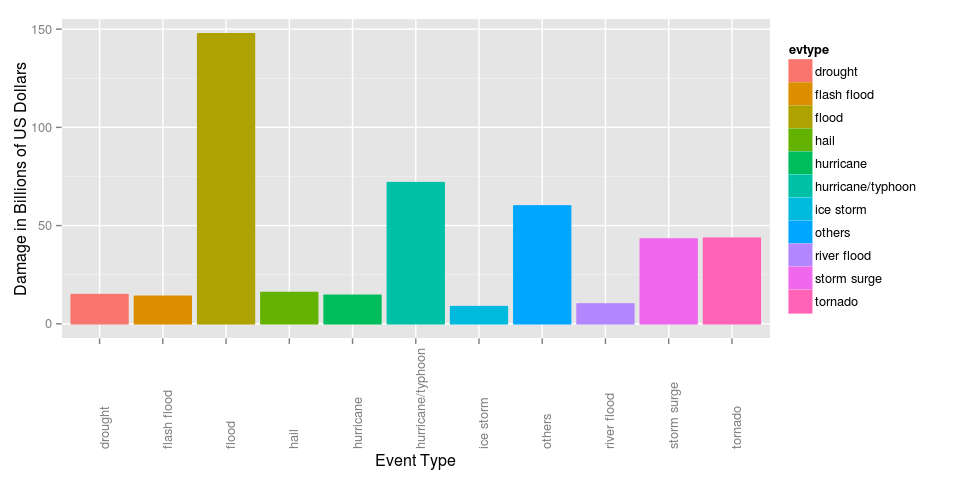 Damage in Billions of US Dollars
150
100
50
0
drought
flash flood
flood
hail
hurricane
hurricane/typhoon
ice storm
others
river flood
storm surge
tornado
Event Type
evtype
drought
flash flood
flood
hail
hurricane
hurricane/typhoon
ice storm
others
river flood
storm surge
tornado